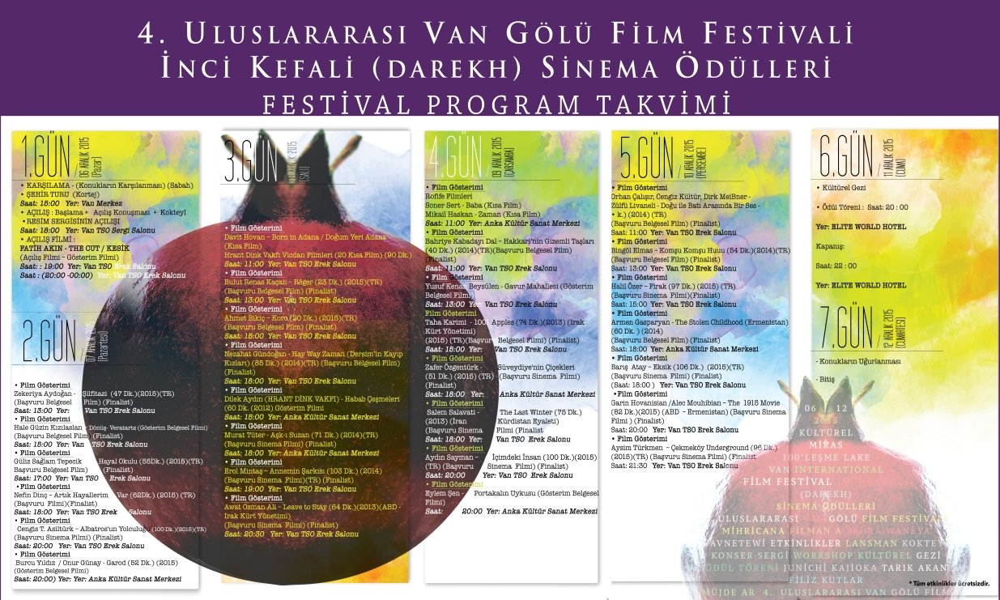 4. Uluslararası Van Gölü Film Festivali
İnci Kefali (DAREKH) Sinema Ödülleri
FESTİVAL PROGRAM TAKVİMİ
1.GÜN / 06 ARALIK 2015 (Pazar)
• KARŞILAMA - (Konukların Karşılanması) (Sabah)
• ŞEHİR TURU (Kortej)
Saat: 15:00 Yer: Van Merkez
• AÇILIŞ : Başlama + Açılış Konuşması + Kokteyl
• RESİM SERGİSİNİN AÇILIŞI
Saat: 18:00 Yer: Van TSO Sergi Salonu
• AÇILIŞ FİLMİ :
FATİH AKIN - THE CUT / KESİK
(Açılış Filmi – Gösterim Filmi)
Saat: : 19:00 Yer: Van TSO Erek Salonu
Saat : (20:00 -00:00) Yer: Van TSO Erek Salonu
2.GÜN / 07 ARALIK 2015 (Pazartesi)
• Film Gösterimi
Zekeriya Aydoğan - Şilfitazi (47 Dk.)(2015)(TR)
(Başvuru Belgesel Film) (Finalist)
Saat: 13:00 Yer: Van TSO Erek Salonu
• Film Gösterimi
Hale Güzin Kızılaslan - Dönüş- Veratarts (Gösterim Belgesel Filmi)
(Başvuru Belgesel Film) (Finalist)
Saat: 15:00 Yer: Van TSO Erek Salonu
• Film Gösterimi
Güliz Sağlam Tepecik Hayal Okulu (55Dk.) (2015)(TR)
Başvuru Belgesel Film) (Finalist)
Saat: 17:00 Yer: Van TSO Erek Salonu
•Film Gösterimi
Nefin Dinç – Artık Hayallerim Var (62Dk.) (2015) (TR)
(Başvuru Filmi)(Finalist)
Saat: 18:00 Yer: Van TSO Erek Salonu
• Film Gösterimi
Cengis T. Asiltürk – Albatros'un Yolculuğu (100 Dk.)(2015)(TR)
(Başvuru Sinema Filmi) (Finalist)
Saat: 20:00 Yer: Van TSO Erek Salonu
• Film Gösterimi
Burcu Yıldız / Onur Günay - Garod (52 Dk.) (2015)
(Gösterim Belgesel Filmi)
Saat: 20:00) Yer: Yer: Anka Kültür Sanat Merkezi
3.GÜN / ARALIK 2015 (SALI)
• Film Gösterimi
Davit Hovan – Born in Adana / Doğum Yeri Adana
(Kısa Film)
Hrant Dink Vakfı Vicdan Filmleri (20 Kısa Film) (90 Dk.)
Saat: 11:00 Yer: Van TSO Erek Salonu
• Film Gösterimi
Bulut Renas Kaçan – Röger (23 Dk.) (2015)(TR)
(Başvuru Belgesel Film) (Finalist)
Saat: 13:00 Yer: Van TSO Erek Salonu
• Film Gösterimi
Ahmet Bikiç – Koro (30 Dk.) (2015)(TR)
(Başvuru Belgesel Filmi) (Finalist)
Saat: 15:00 Yer: Van TSO Erek Salonu
• Film Gösterimi
Nezahat Gündoğan - Hay Way Zaman (Dersim'in Kayıp
Kızları) (85 Dk.) (2014)(TR) (Başvuru Belgesel Film)
(Finalist)
Saat: 18:00 Yer: Van TSO Erek Salonu
• Film Gösterimi
Dilek Aydın (HRANT DİNK VAKFI) - Habab Çeşmeleri
(60 Dk. (2012) Gösterim Filmi
Saat: 15:00 Yer: Anka Kültür Sanat Merkezi
• Film Gösterimi
Murat Tüter - Aşk-ı Suzan (71 Dk.) (2014)(TR)
(Başvuru Sinema Filmi) (Finalist)
Saat: 18:00 Yer: Anka Kültür Sanat Merkezi
• Film Gösterimi
Erol Mintaş – Annemin Şarkısı (103 Dk.) (2014)
(Başvuru Sinema Filmi)(TR) (Finalist)
Saat: 19:00 Yer: Van TSO Erek Salonu
• Film Gösterimi
Awat Osman Ali – Leave to Stay (64 Dk.)(2013)(ABD -
Irak Kürt Yönetimi)
(Başvuru Sinema Filmi) (Finalist)
Saat: 20:30 Yer: Van TSO Erek Salonu
4.GÜN / 09 ARALIK 2015 (ÇARŞAMBA)
• Film Gösterimi
Rofife Filmleri
Soner Sert - Baba (Kısa Film)
Mikail Haskan - Zaman (Kısa Film)
Saat: 11:00 Yer: Anka Kültür Sanat Merkezi
• Film Gösterimi
Bahriye Kabadayı Dal – Hakkari'nin Gizemli Taşları
(40 Dk.) (2014)(TR)(Başvuru Belgesel Film)
(Finalist)
Saat: 11:00 Yer: Van TSO Erek Salonu
• Film Gösterimi
Yusuf Kenan Beysülen - Gavur Mahallesi (Gösterim
Belgesel Filmi)
Saat: 13:00 Yer: Van TSO Erek Salonu
Film Gösterimi
Taha Karimi - 1001 Apples (74 Dk.)(2013) (Irak
Kürt Yönetimi)
(2015) (TR)(Başvuru Belgesel Filmi) (Finalist)
Saat: 15:00 Yer: Van TSO Erek Salonu
• Film Gösterimi
Zafer Özgentürk - Süveydiye'nin Çiçekleri
(51 Dk.) (2015) (TR) (Başvuru Sinema Filmi)
(Finalist)
Saat: 18:00 Yer: Anka Kültür Sanat Merkezi
• Film Gösterimi
Salem Salavati - The Last Winter (75 Dk.)
(2013) (İran Kürdistan Eyaleti)
(Başvuru Sinema Filmi (Finalist
Saat: 18:00 Yer: Van TSO Erek Salonu
• Film Gösterimi
Aydın Sayman – İçimdeki İnsan (100 Dk.)(2015)
(TR) (Başvuru Sinema Filmi) (Finalist)
Saat: 20:00 Yer: Van TSO Erek Salonu
• Film Gösterimi
Eylem Şen - Portakalın Uykusu (Gösterim Belgesel
Filmi)
Saat: 20:00 Yer: Anka Kültür Sanat Merkezi
5.GÜN / 10 ARALIK 2015 (PERŞEMBE)
• Film Gösterimi
Orhan Çalışır, Cengiz Kültür, Dirk MeiBner -
Zülfü Livaneli - Doğu ile Batı Arasında Bir Ses -
• k.) (2014) (TR)
(Başvuru Belgesel Filmi) (Finalist)
Saat: 11:00 Yer: Van TSO Erek Salonu
• Film Gösterimi
Bingöl Elmas – Komşu Komşu Huuu (54 Dk.)(2014)(TR)
(Başvuru Belgesel Filmi) (Finalist)
Saat: 13:00 Yer: Van TSO Erek Salonu
• Film Gösterimi
Halil Özer – Firak (97 Dk.) (2015) (TR)
(Başvuru Belgesel Filmi)(Finalist)
Saat: 15:00 Yer: Van TSO Erek Salonu
• Film Gösterimi
Armen Gasparyan - The Stolen Childhood (Ermenistan)
(60 Dk. ) (2014)
(Başvuru Belgesel Filmi) (Finalist)
Saat: 18:00 Yer: Anka Kültür Sanat Merkezi
• Film Gösterimi
Barış Atay – Eksik (106 Dk.) (2015)(TR)
(Başvuru Sinema Filmi) (Finalist)
(Saat: 18:00 ) Yer: Van TSO Erek Salonu
•Film Gösterimi
Garin Hovanisian /Alec Mouhibian – The 1915 Movie
(82 Dk.)(2015) (ABD – Ermenistan) (Başvuru Sinema
Filmi ) (Finalist)
Saat: 20:00 Yer: Van TSO Erek Salonu
• Film Gösterimi
Aysim Türkmen – Çekmeköy Underground (96 Dk.)
(2015)(TR) (Başvuru Sinema Filmi) (Finalist
Saat: 21:30 Yer: Van TSO Erek Salonu
6.GÜN / 11 ARALIK 2015 (CUMA)
• Kültürel Gezi
• Ödül Töreni : Saat: 20 : 00
Yer: ELITE WORLD HOTEL
Kapanış:
Saat: 22 : 00
Yer: ELITE WORLD HOTEL
7.GÜN / 12 ARALIK 2015 (CUMARTESİ)
- Konukların Uğurlanması
- Bitiş
06 12
2015
KÜLTÜREL
MİRAS
100'LEŞME LAKE
VAN INTERNATIONAL
FİLM FESTİVAL
(DAREKH)
SİNEMA ÖDÜLLERİ
ULUSLARARASI GÖLÜ FİLM FESTİVAL
MİHRİCANA FİLMAN A
AVNETEWÎ ETKİNLİKLER LANSMAN KOKTEY
KONSER SERGİ WORKSHOP KÜLTÜREL GEZİ
ÖDÜL TÖRENİ JUNİCHİ KAJİOKA TARIK AKAN
FİLİZ KUTLAR
MÜJDE AR 4. ULUSLARARASI VAN GÖLÜ FİLM
* Tüm etkinlikler ücretsizdir.